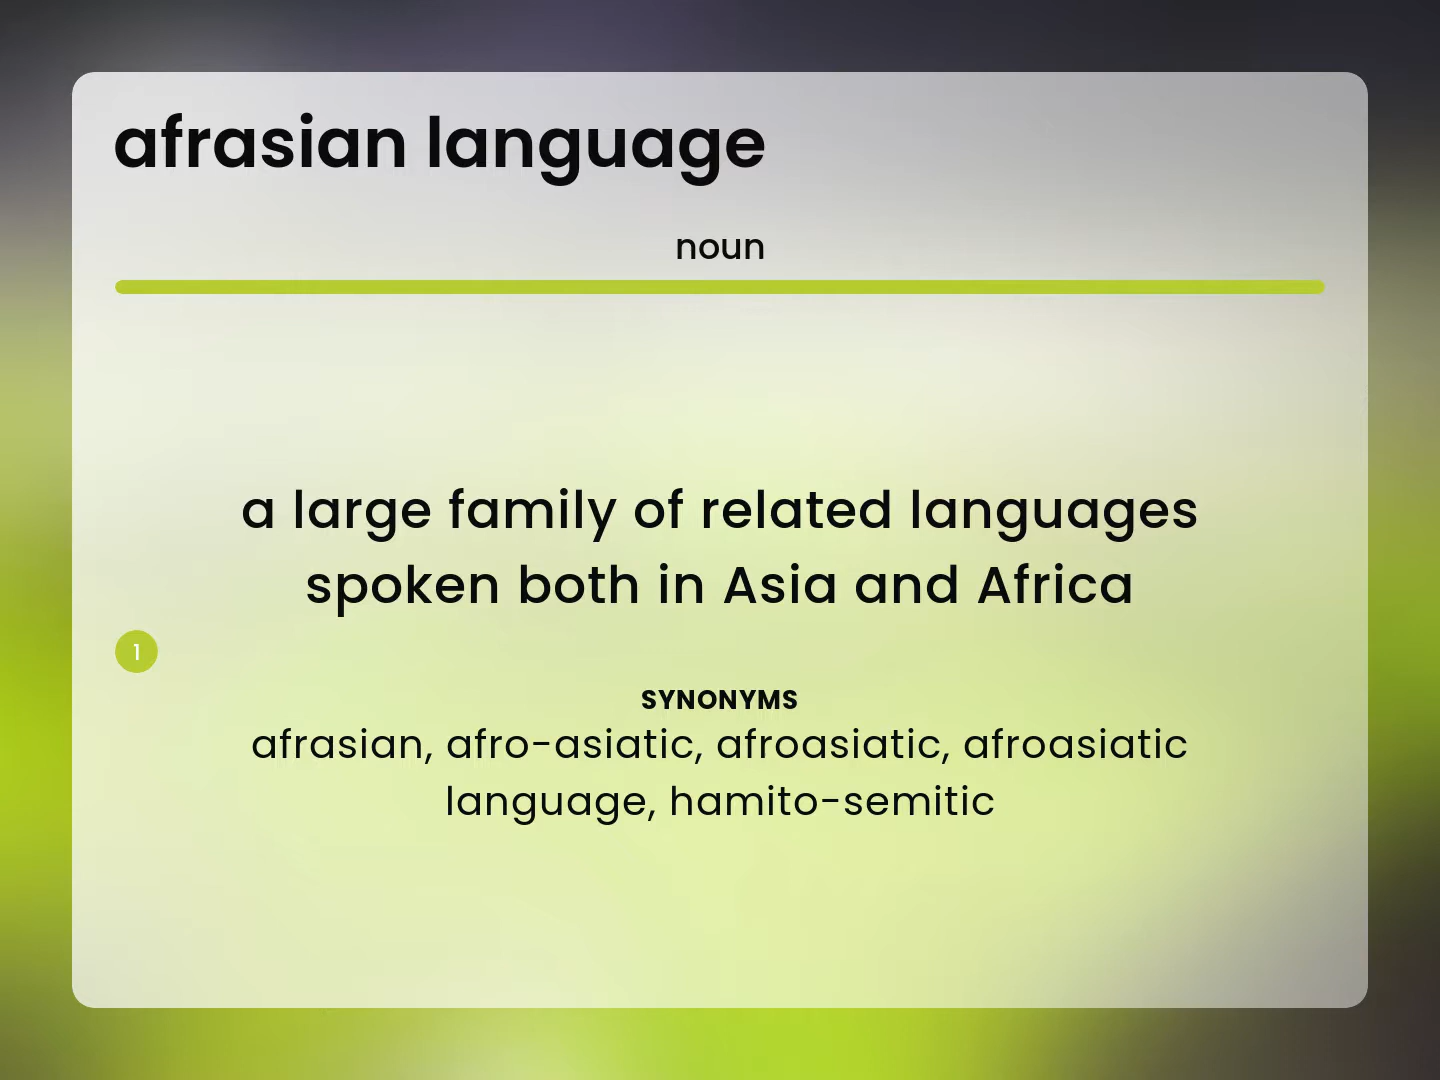 afrasian language
noun
a large family of related languages
spoken both in Asia and Africa
1
SYNONYMS
afrasian, afro-asiatic, afroasiatic, afroasiatic
language, hamito-semitic